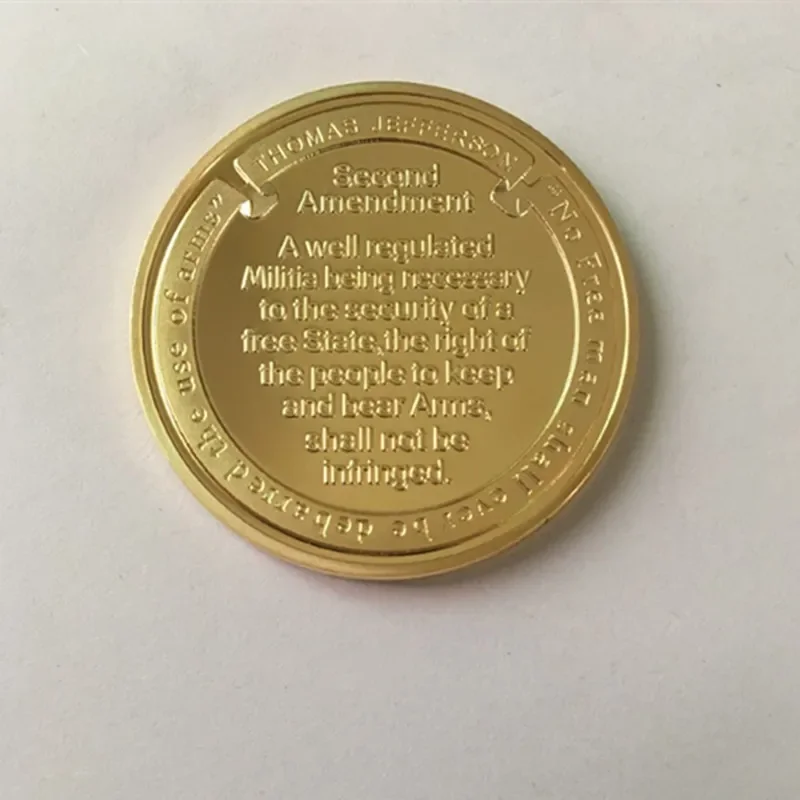 THOMAS JEFFERSON
"No Free man shall ever be debarred the use of arms"
Second
Amendment
A well regulated
Militia being necessary
to the security of a
free State,the right of
the people to keep
and bear Arms,
shall not be
infringed.